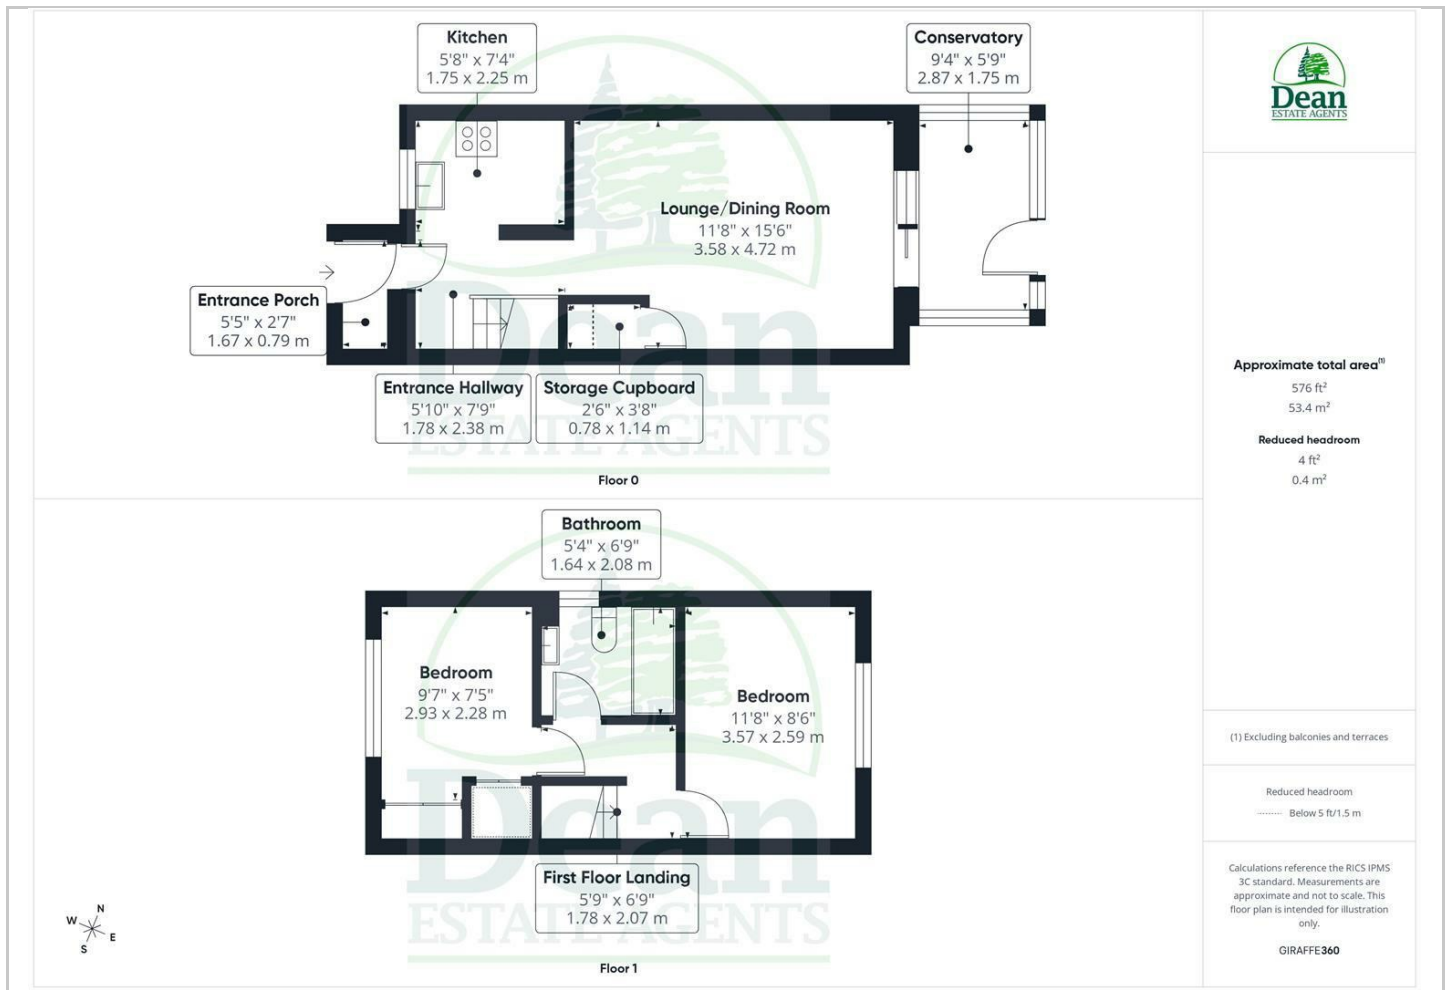 Kitchen
5'8" x 7'4"
1.75 x 2.25 m
Conservatory
9'4" x 5'9"
2.87 x 1.75 m
Lounge/Dining Room
11'8" x 15'6"
3.58 x 4.72 m
Entrance Porch
5'5" x 2'7"
1.67 x 0.79 m
Entrance Hallway
5'10" x 7'9"
1.78 x 2.38 m
Storage Cupboard
2'6" x 3'8"
0.78 x 1.14 m
Dean
ESTATE AGENTS
Floor 0
Bathroom
5'4" x 6'9"
1.64 x 2.08 m
Bedroom
9'7" x 7'5"
2.93 x 2.28 m
Bedroom
11'8" x 8'6"
3.57 x 2.59 m
First Floor Landing
5'9" x 6'9"
1.78 x 2.07 m
Dean
ESTATE AGENTS
Floor 1
N
W
E
S
Dean
ESTATE AGENTS
Approximate total area(1)
576 ft²
53.4 m²
Reduced headroom
4 ft²
0.4 m²
(1) Excluding balconies and terraces
Reduced headroom
Below 5 ft/1.5 m
Calculations reference the RICS IPMS
3C standard. Measurements are
approximate and not to scale. This
floor plan is intended for illustration
only.
GIRAFFE360